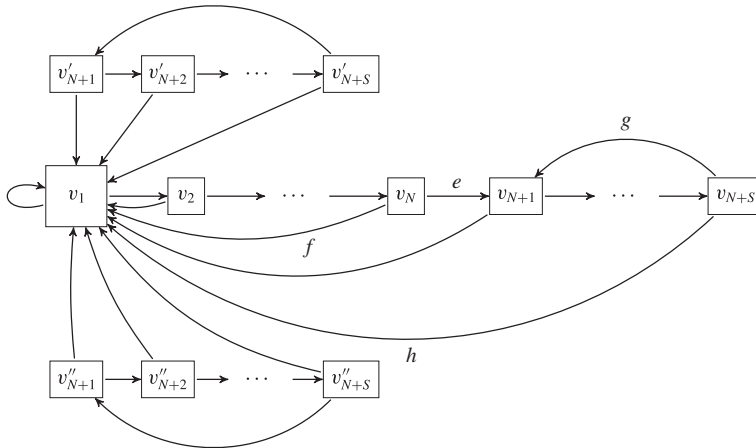 v′_{N+1} v′_{N+2} ⋯ v′_{N+S}
g
v_1 v_2 ⋯ v_N e v_{N+1} ⋯ v_{N+S}
f
h
v″_{N+1} v″_{N+2} ⋯ v″_{N+S}